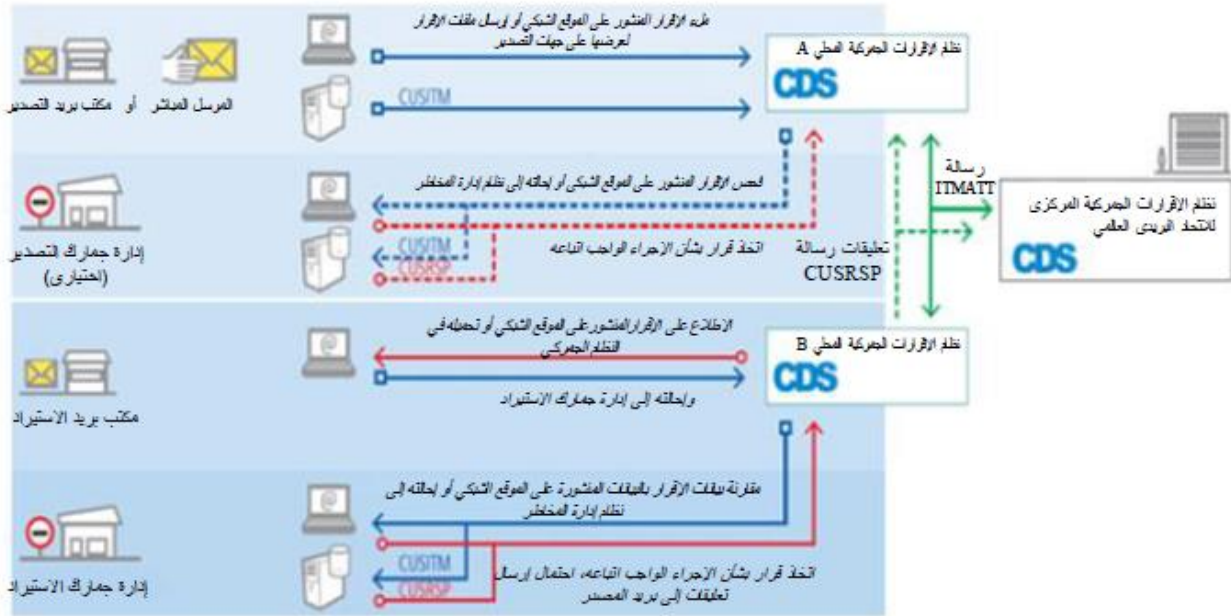 ملء الإقرار المنشور على الموقع الشبكي أو إرسال ملفات الإقرار
لعرضها على جهات التصدير
نظام الإقرارات الجمركية المحلي A
CDS
CUSITM
المرسل المباشر أو مكتب بريد التصدير
رسالة
ITMATT
فحص الإقرار المنشور على الموقع الشبكي أو إحالته إلى نظام إدارة المخاطر
نظام الإقرارات الجمركية المركزي
للاتحاد البريدي العالمي
CDS
إدارة جمارك التصدير
(اختياري)
CUSITM
CUSRSP
اتخاذ قرار بشأن الإجراء الواجب اتباعه
تعليقات رسالة
CUSRSP
الاطلاع على الإقرار المنشور على الموقع الشبكي أو تحميله في
النظام الجمركي
نظام الإقرارات الجمركية المحلي B
CDS
وإحالته إلى إدارة جمارك الاستيراد
مكتب بريد الاستيراد
مقارنة بيانات الإقرار بالبيانات المنشورة على الموقع الشبكي أو إحالته إلى
نظام إدارة المخاطر
CUSITM
CUSRSP
اتخاذ قرار بشأن الإجراء الواجب اتباعه، احتمال إرسال
تعليقات إلى بريد المصدر
إدارة جمارك الاستيراد